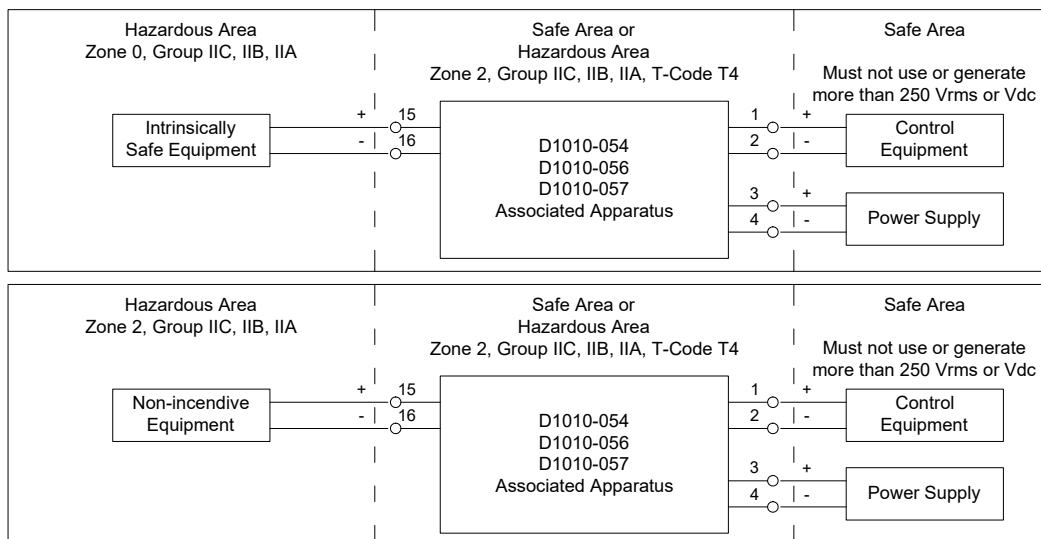 Hazardous Area
Zone 0, Group IIC, IIB, IIA
Safe Area or
Hazardous Area
Zone 2, Group IIC, IIB, IIA, T-Code T4
Safe Area
Must not use or generate
more than 250 Vrms or Vdc
Intrinsically
Safe Equipment
+
-
15
16
D1010-054
D1010-056
D1010-057
Associated Apparatus
1
2
+
-
Control
Equipment
3
4
+
-
Power Supply
Hazardous Area
Zone 2, Group IIC, IIB, IIA
Safe Area or
Hazardous Area
Zone 2, Group IIC, IIB, IIA, T-Code T4
Safe Area
Must not use or generate
more than 250 Vrms or Vdc
Non-incendive
Equipment
+
-
15
16
D1010-054
D1010-056
D1010-057
Associated Apparatus
1
2
+
-
Control
Equipment
3
4
+
-
Power Supply